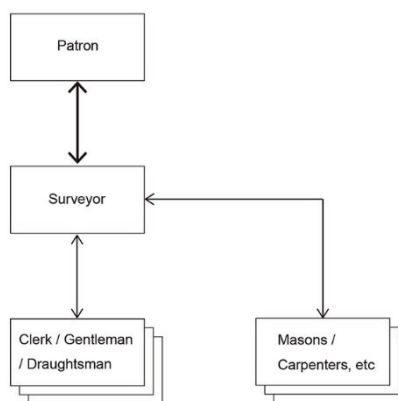 Patron
Surveyor
Clerk / Gentleman
/ Draughtsman
Masons /
Carpenters, etc